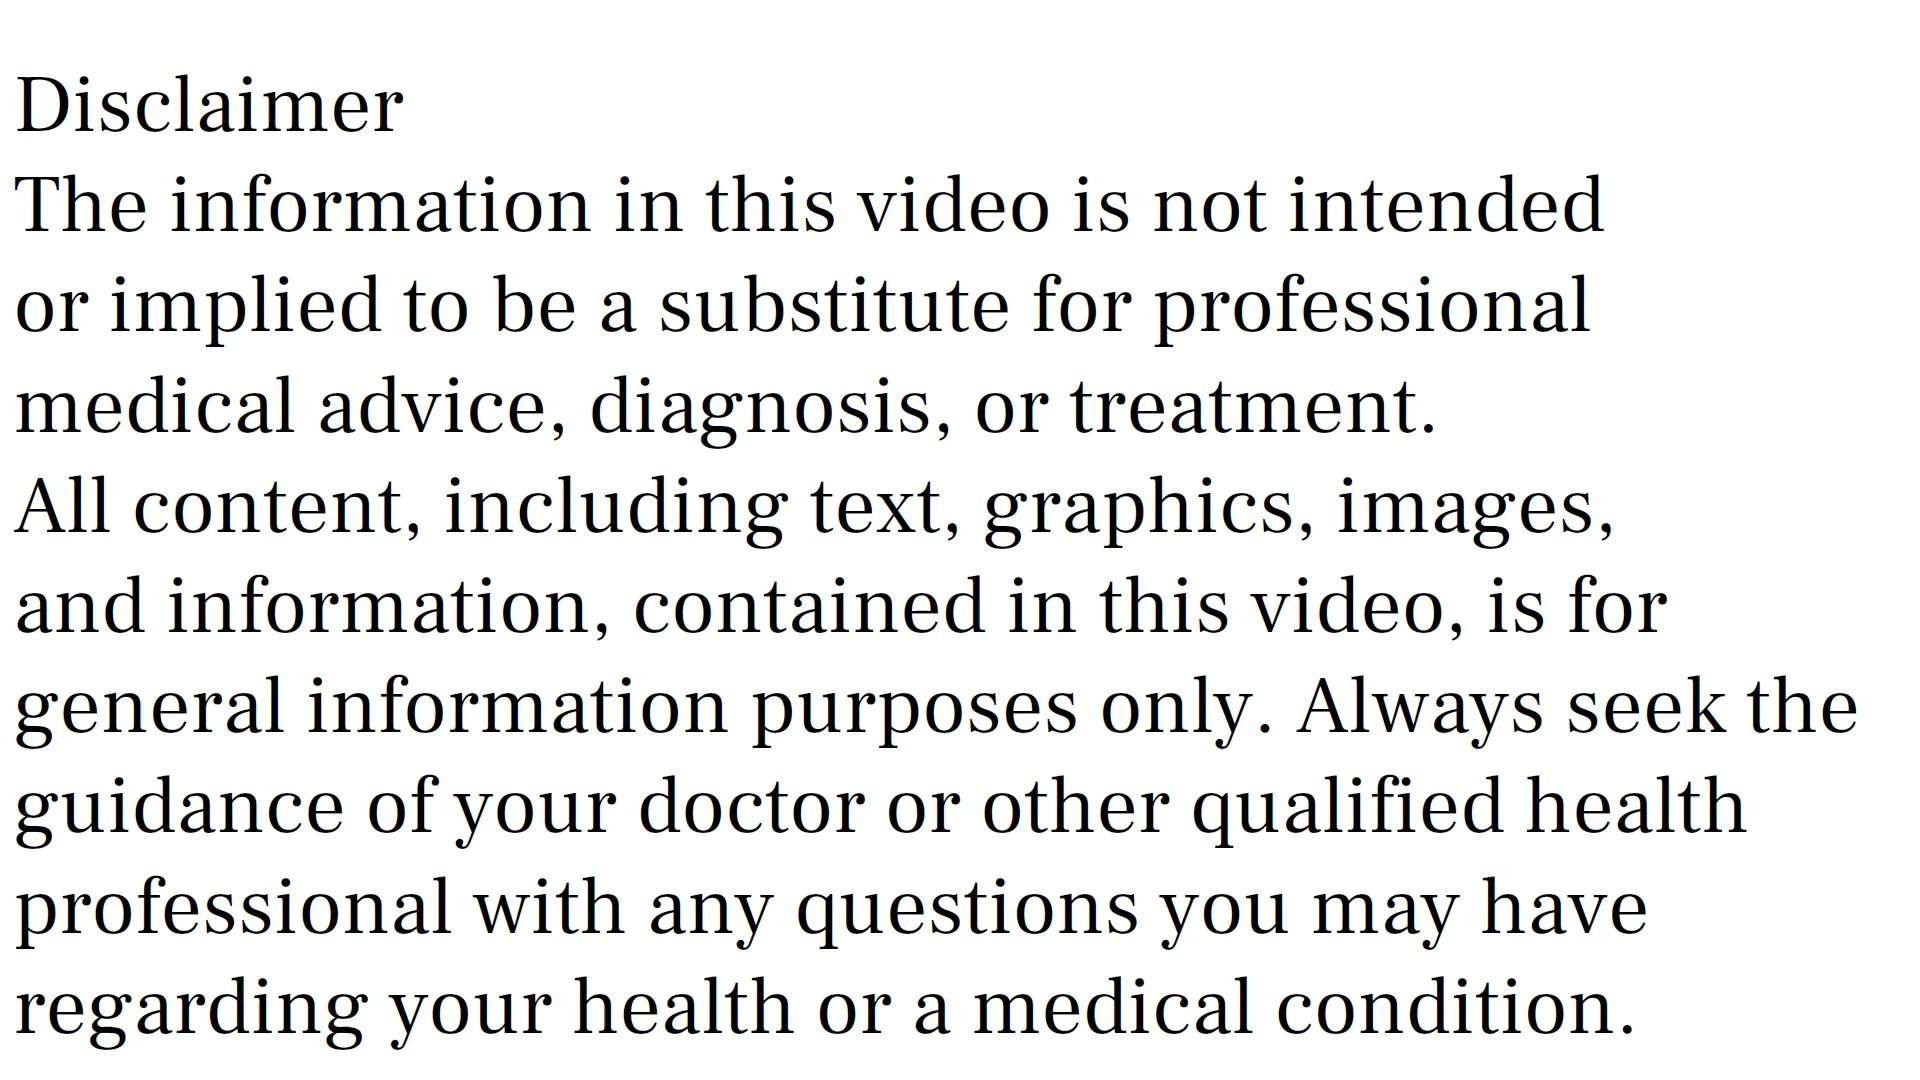 Disclaimer
The information in this video is not intended
or implied to be a substitute for professional
medical advice, diagnosis, or treatment.
All content, including text, graphics, images,
and information, contained in this video, is for
general information purposes only. Always seek the
guidance of your doctor or other qualified health
professional with any questions you may have
regarding your health or a medical condition.